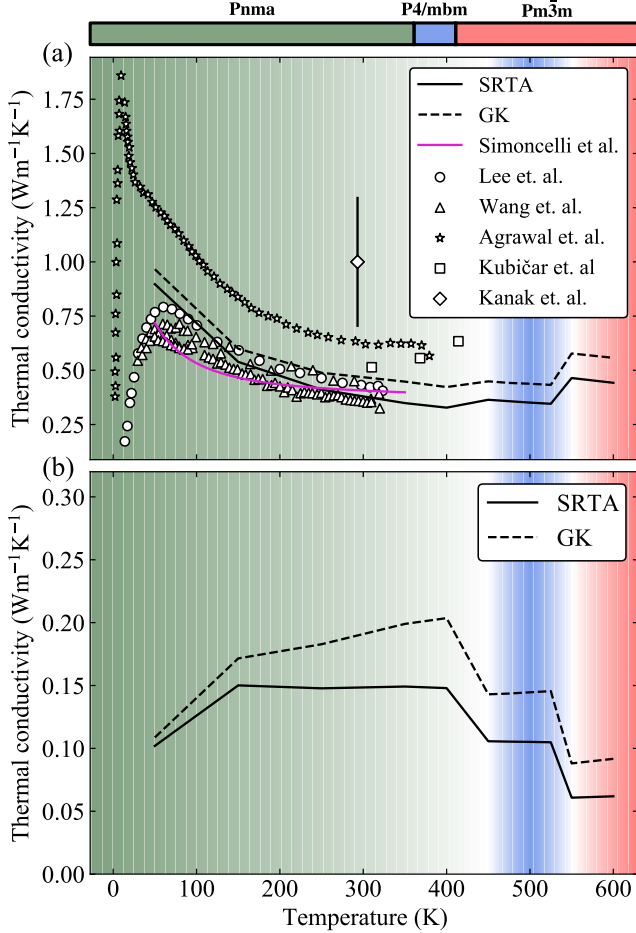 Pnma P4/mbm Pm3̄m
(a)
Thermal conductivity (Wm⁻¹K⁻¹)
1.75
1.50
1.25
1.00
0.75
0.50
0.25
SRTA
GK
Simoncelli et al.
Lee et. al.
Wang et. al.
Agrawal et. al.
Kubičar et. al
Kanak et. al.
(b)
Thermal conductivity (Wm⁻¹K⁻¹)
0.30
0.25
0.20
0.15
0.10
0.05
0.00
SRTA
GK
0 100 200 300 400 500 600
Temperature (K)